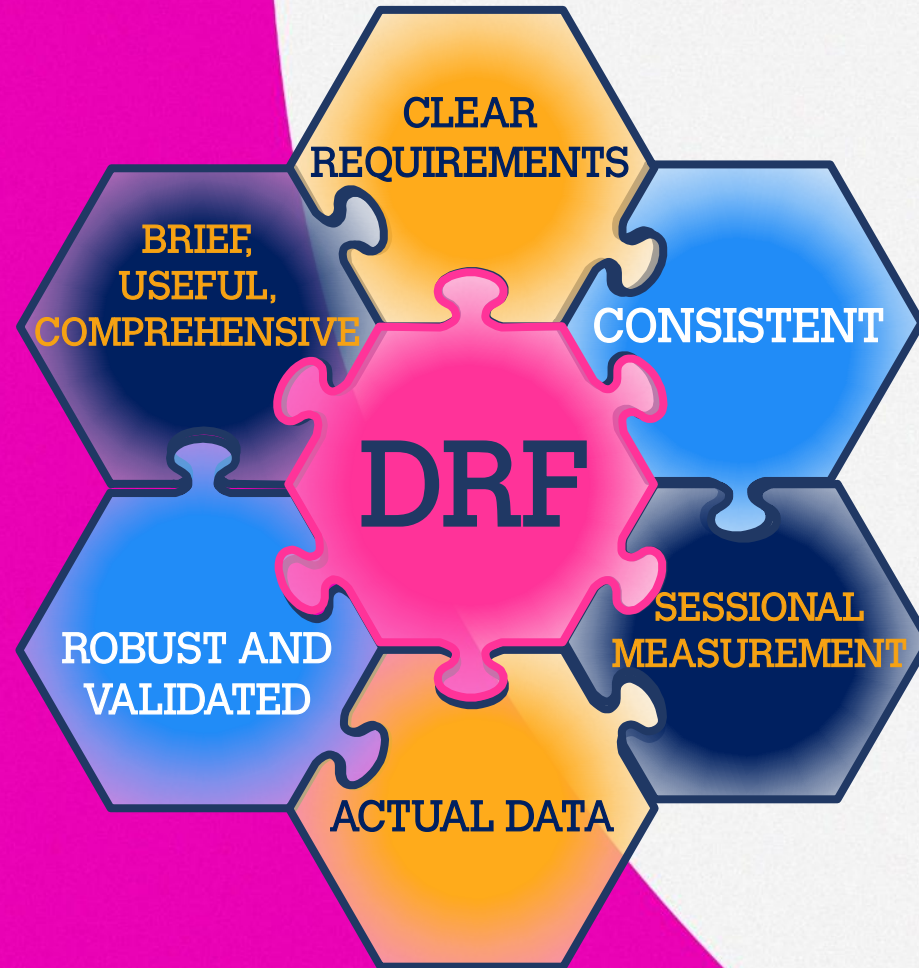 CLEAR
REQUIREMENTS
BRIEF,
USEFUL,
COMPREHENSIVE
CONSISTENT
DRF
SESSIONAL
MEASUREMENT
ROBUST AND
VALIDATED
ACTUAL DATA